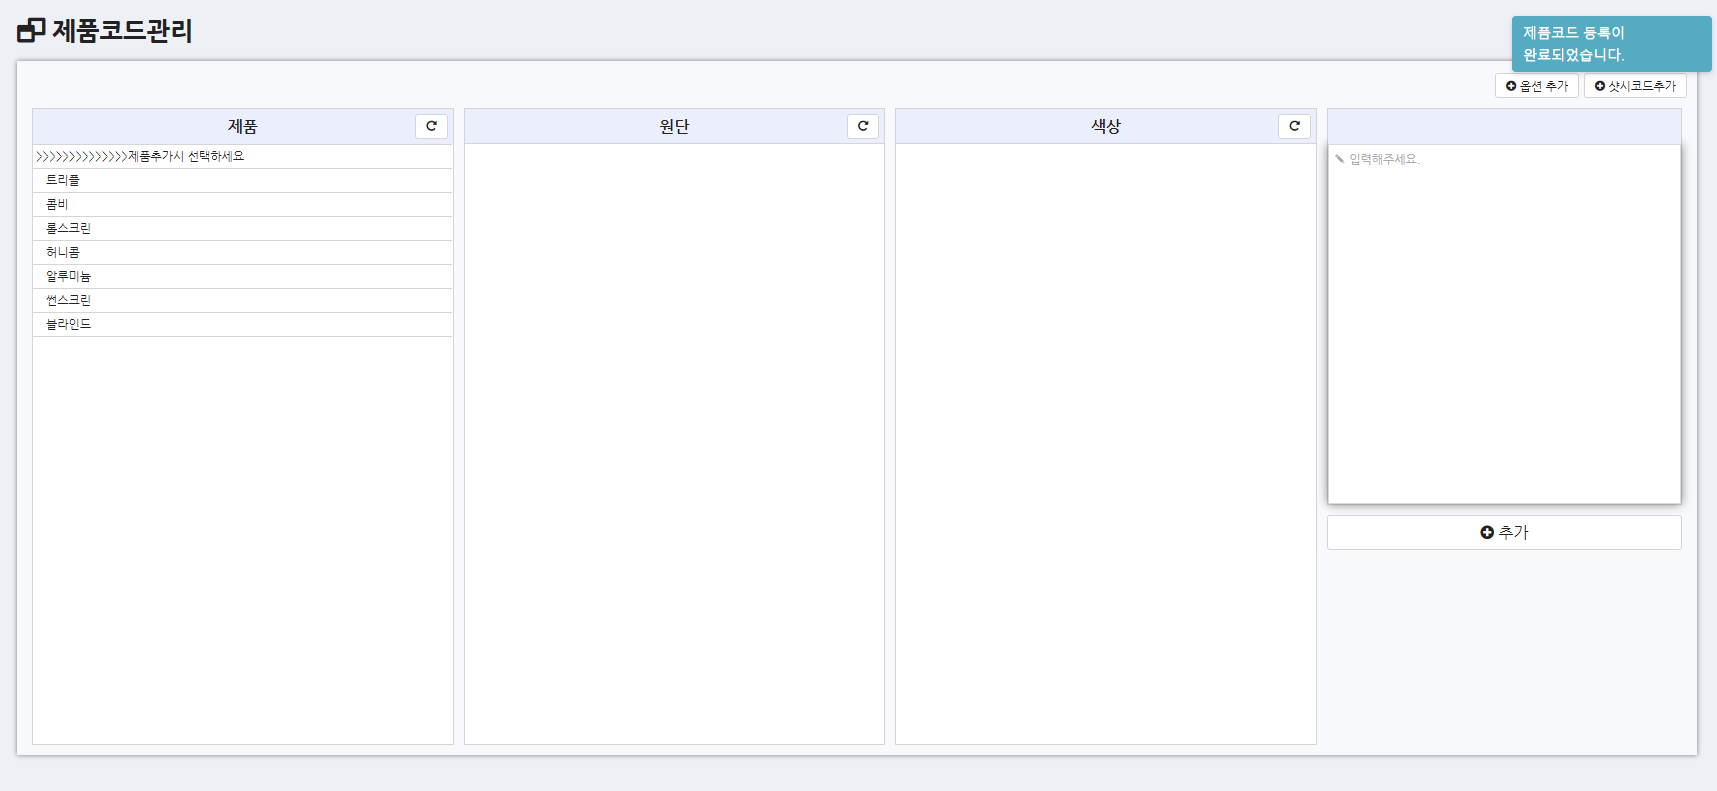 제품코드관리
제품코드 등록이
완료되었습니다.
옵션 추가
샷시코드추가
제품
원단
색상
>>>>>>>>>>>>>>제품추가시 선택하세요
트리플
콤비
롤스크린
허니콤
알루미늄
썬스크린
블라인드
입력해주세요.
추가